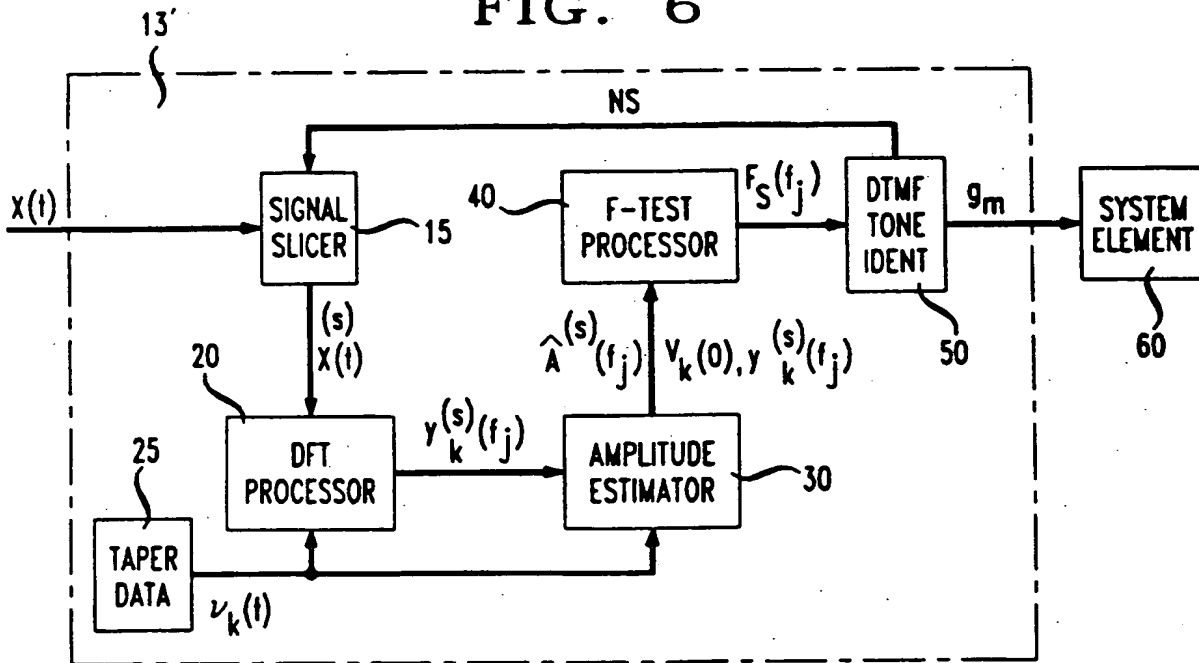 FIG. 6
13'
NS
X(t)
SIGNAL
SLICER
15
40
F-TEST
PROCESSOR
F_S(f_j)
DTMF
TONE
IDENT
50
g_m
SYSTEM
ELEMENT
60
(s)
X(t)
Â^(s)(f_j)
V_k(0), y_k^(s)(f_j)
20
DFT
PROCESSOR
y_k^(s)(f_j)
AMPLITUDE
ESTIMATOR
30
25
TAPER
DATA
ν_k(t)